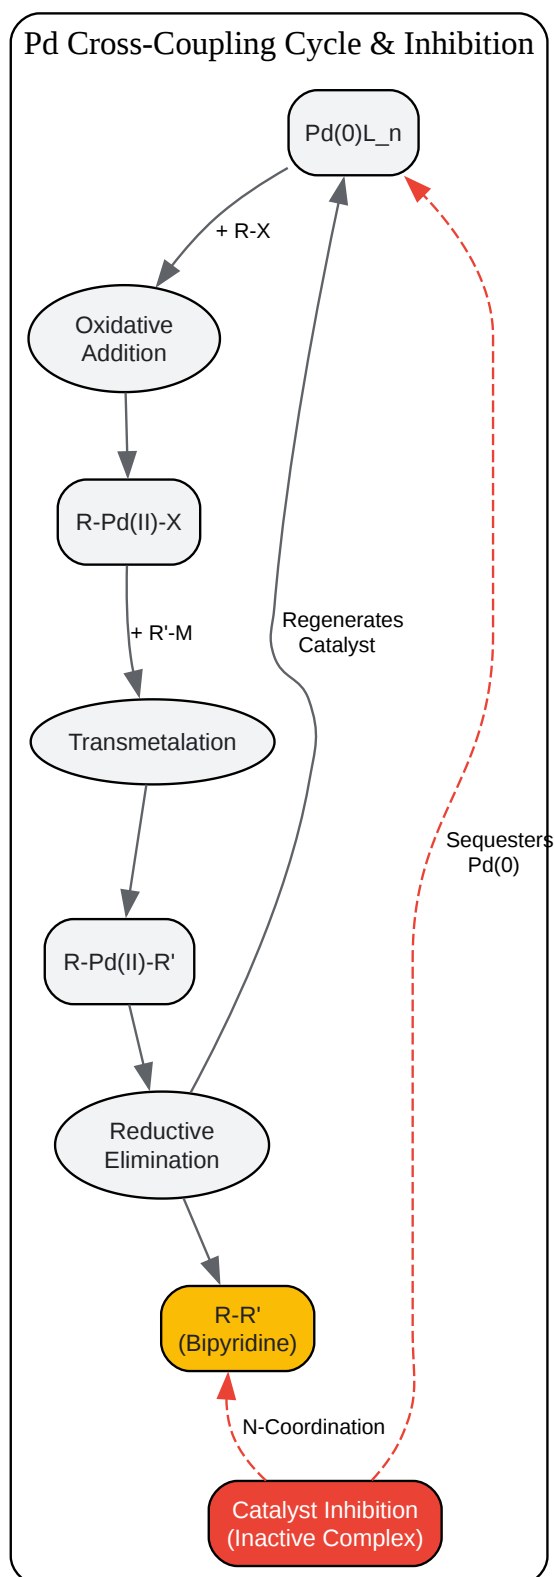 Pd Cross-Coupling Cycle & Inhibition
Pd(0)L_n
+ R-X
Oxidative
Addition
R-Pd(II)-X
Regenerates
Catalyst
+ R'-M
Transmetalation
Sequesters
Pd(0)
R-Pd(II)-R'
Reductive
Elimination
R-R'
(Bipyridine)
N-Coordination
Catalyst Inhibition
(Inactive Complex)